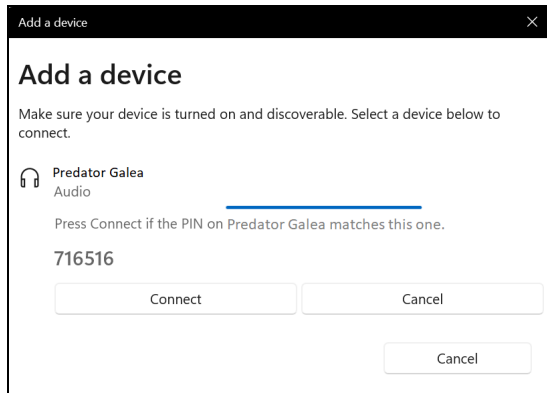 Add a device
Add a device
Make sure your device is turned on and discoverable. Select a device below to
connect.
Predator Galea
Audio
Press Connect if the PIN on Predator Galea matches this one.
716516
Connect
Cancel
Cancel